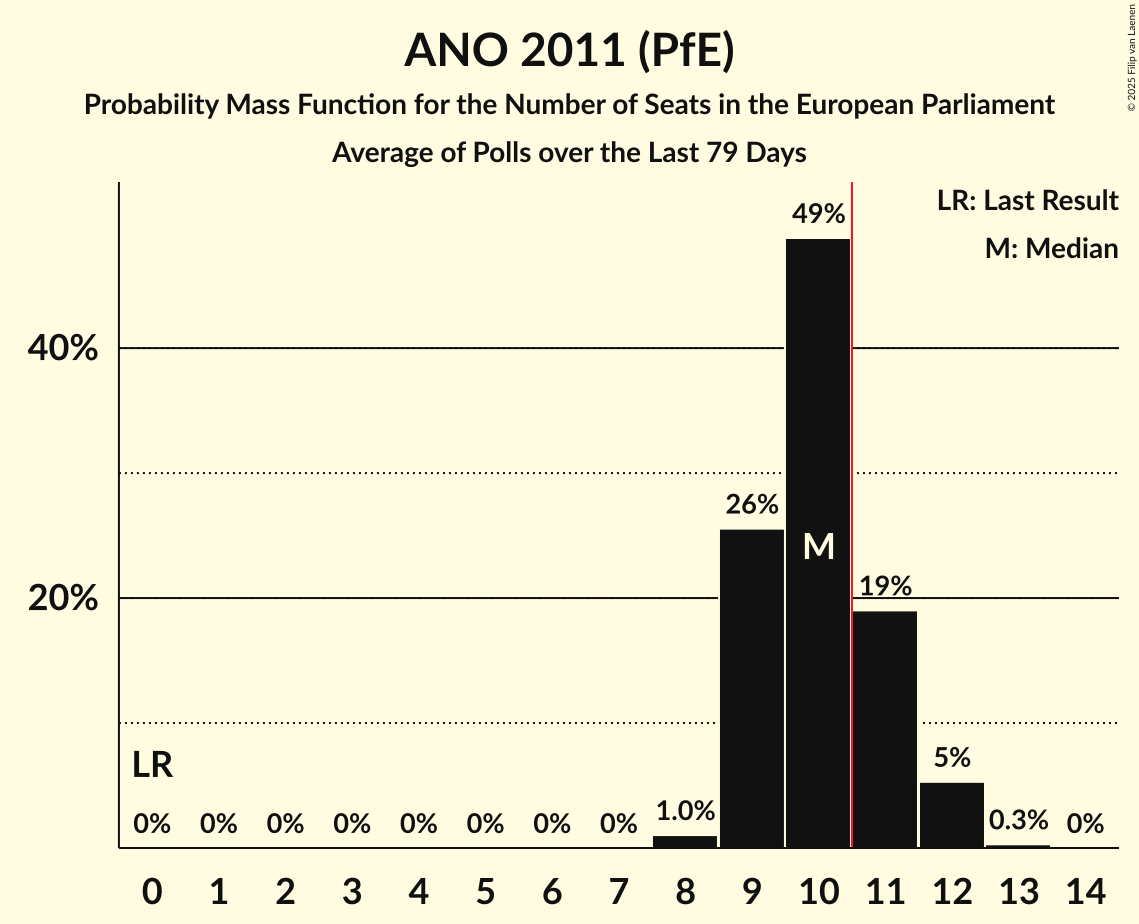 ANO 2011 (PfE)
Probability Mass Function for the Number of Seats in the European Parliament
Average of Polls over the Last 79 Days
© 2025 Filip van Laenen
LR: Last Result
M: Median
49%
40%
26%
M
19%
20%
LR
5%
0% 0% 0% 0% 0% 0% 0% 0% 1.0% 0.3% 0%
0 1 2 3 4 5 6 7 8 9 10 11 12 13 14